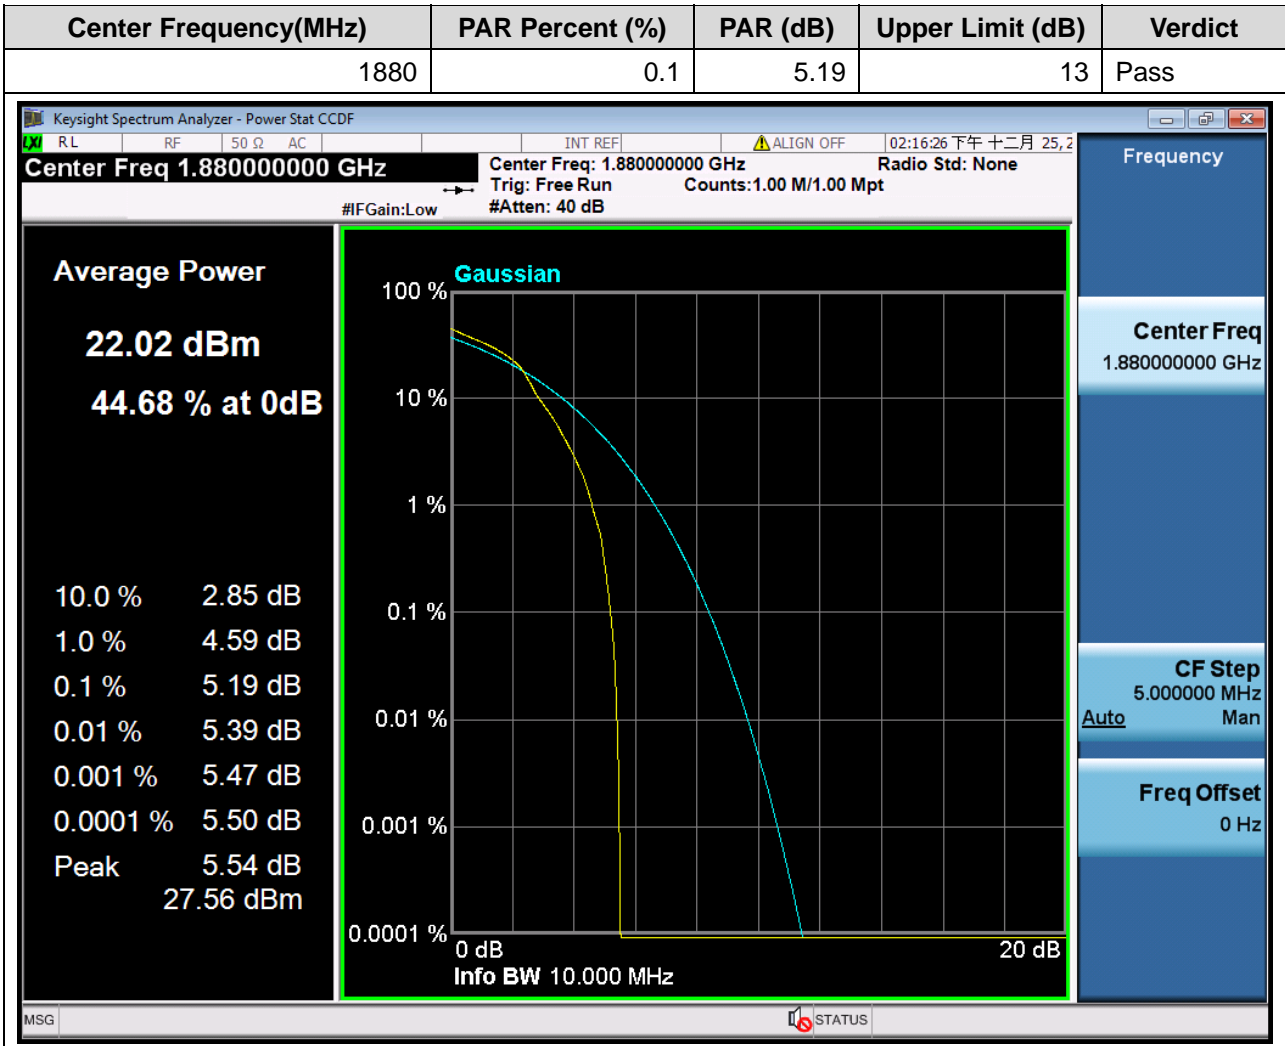 Center Frequency(MHz) PAR Percent (%) PAR (dB) Upper Limit (dB) Verdict
1880 0.1 5.19 13 Pass
Keysight Spectrum Analyzer - Power Stat CCDF
LXI RL RF 50 Ω AC INT REF ALIGN OFF 02:16:26 下午 十二月 25, 2
Center Freq 1.880000000 GHz
Center Freq: 1.880000000 GHz Radio Std: None
Trig: Free Run Counts:1.00 M/1.00 Mpt
#IFGain:Low #Atten: 40 dB
Average Power
22.02 dBm
44.68 % at 0dB
10.0 % 2.85 dB
1.0 % 4.59 dB
0.1 % 5.19 dB
0.01 % 5.39 dB
0.001 % 5.47 dB
0.0001 % 5.50 dB
Peak 5.54 dB
27.56 dBm
Gaussian
100 %
10 %
1 %
0.1 %
0.01 %
0.001 %
0.0001 %
0 dB 20 dB
Info BW 10.000 MHz
Frequency
Center Freq
1.880000000 GHz
CF Step
5.000000 MHz
Auto Man
Freq Offset
0 Hz
MSG STATUS